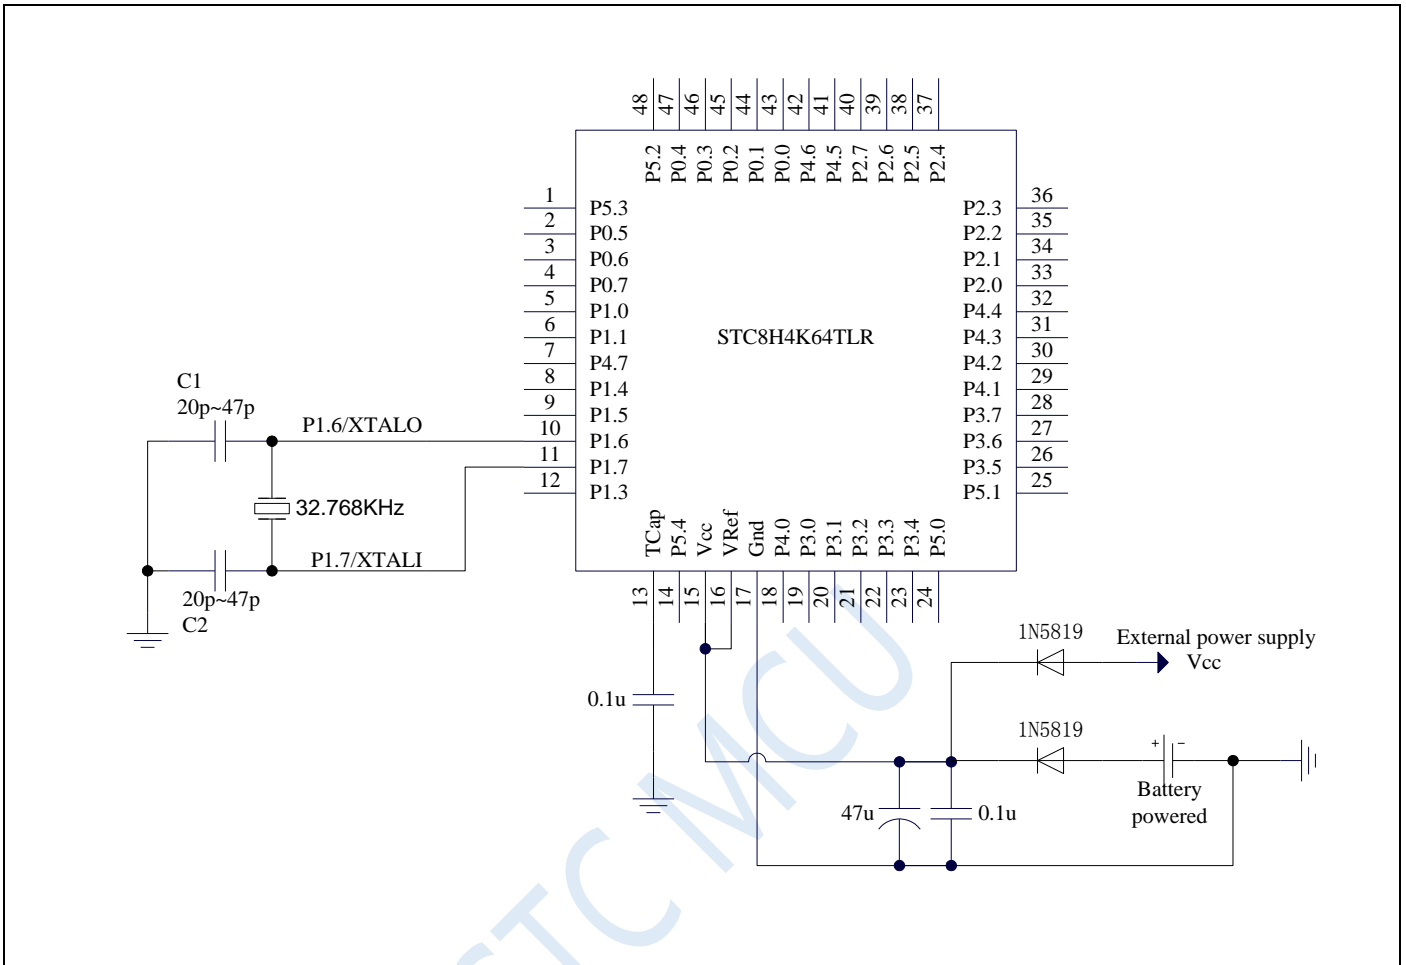 48 47 46 45 44 43 42 41 40 39 38 37
P5.2 P0.4 P0.3 P0.2 P0.1 P0.0 P4.6 P4.5 P2.7 P2.6 P2.5 P2.4
1 P5.3 P2.3 36
2 P0.5 P2.2 35
3 P0.6 P2.1 34
4 P0.7 P2.0 33
5 P1.0 P4.4 32
6 P1.1 STC8H4K64TLR P4.3 31
7 P4.7 P4.2 30
8 P1.4 P4.1 29
9 P1.5 P3.7 28
10 P1.6 P3.6 27
11 P1.7 P3.5 26
12 P1.3 P5.1 25
C1
20p~47p
P1.6/XTALO
32.768KHz
P1.7/XTALI
20p~47p
C2
TCap P5.4 Vcc VRef Gnd P4.0 P3.0 P3.1 P3.2 P3.3 P3.4 P5.0
13 14 15 16 17 18 19 20 21 22 23 24
0.1u
1N5819
External power supply
Vcc
1N5819
+ -
Battery
powered
47u
0.1u
STC MCU